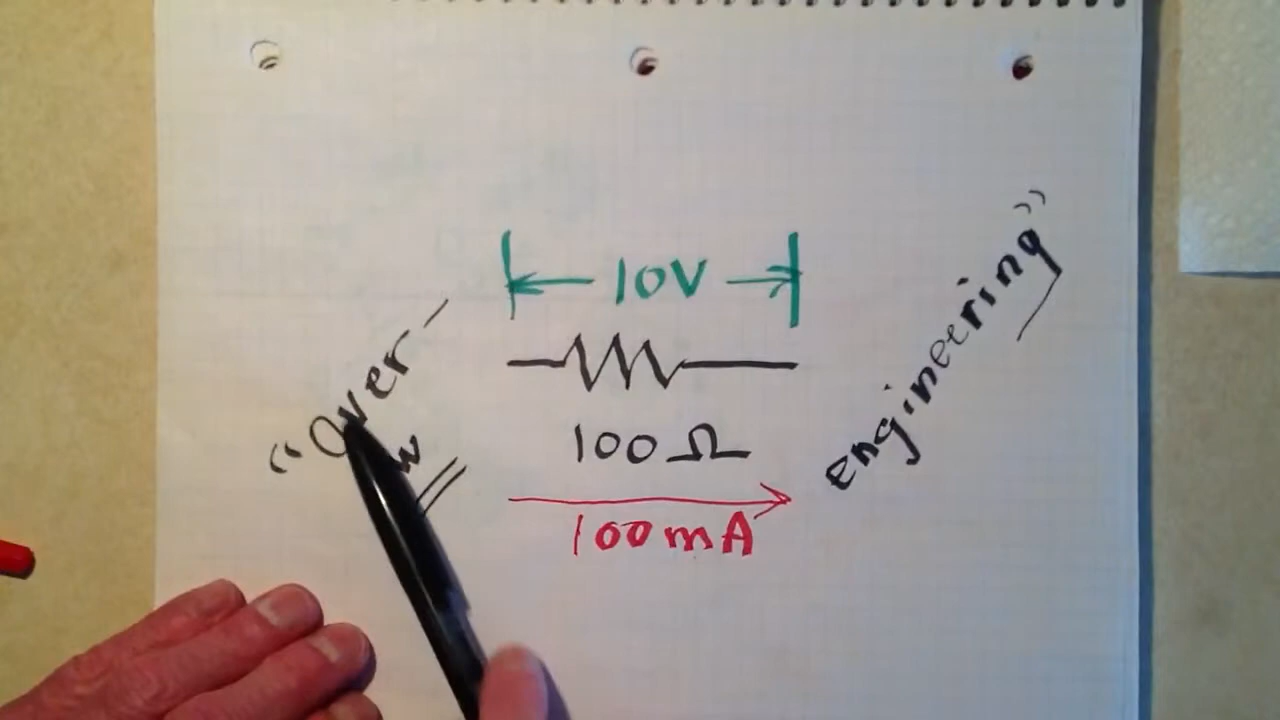 10V
"Over-
100Ω
100mA
engineering"